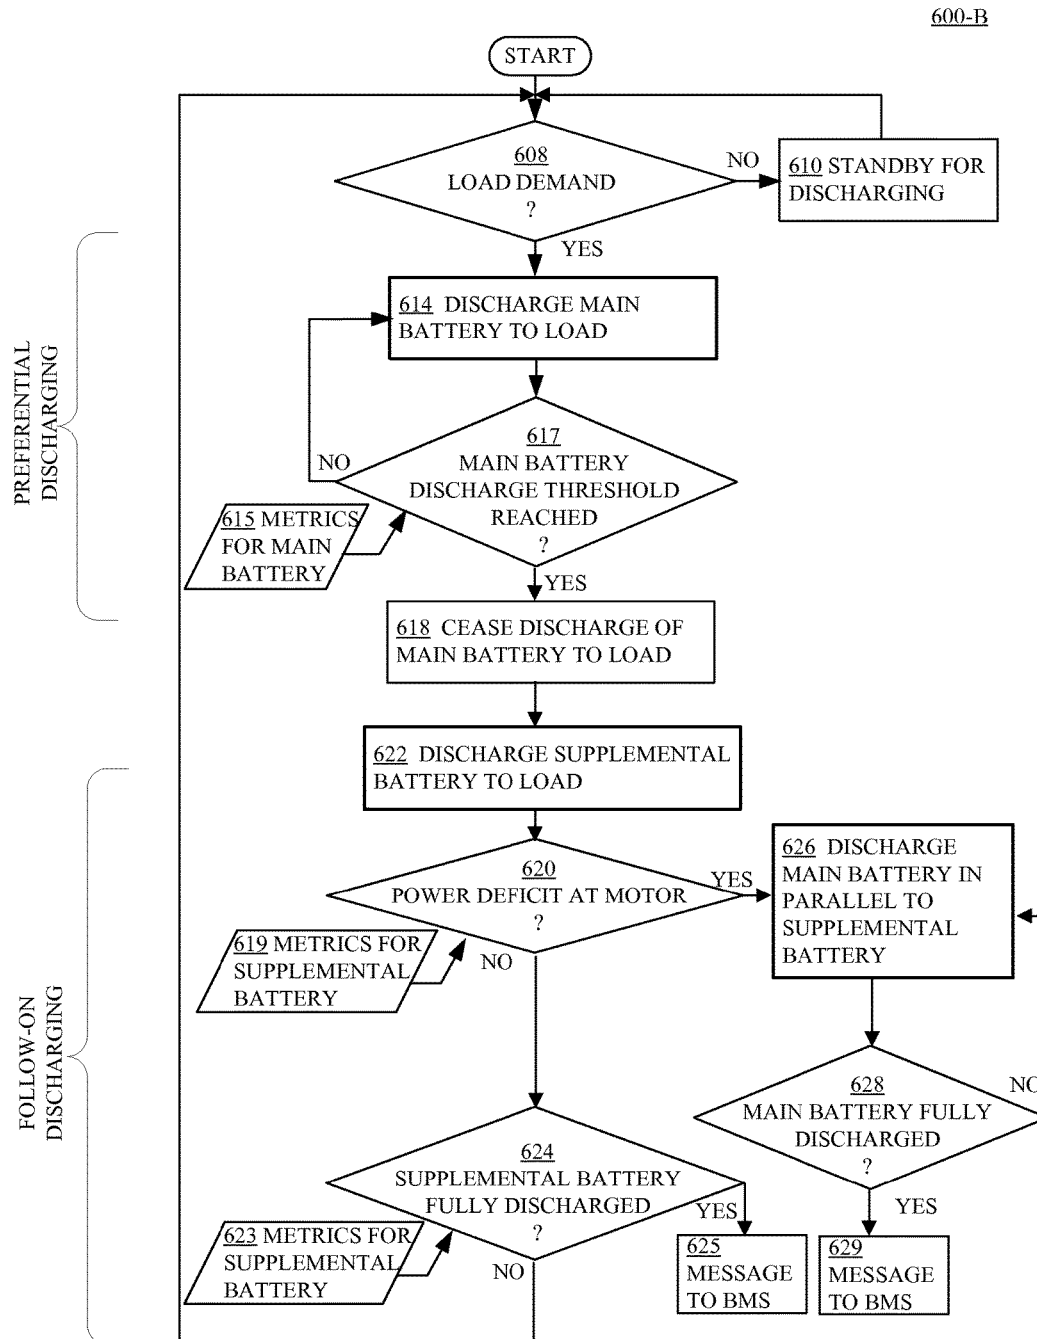 600-B
START
608
LOAD DEMAND
?
NO
610 STANDBY FOR
DISCHARGING
YES
PREFERENTIAL
DISCHARGING
614 DISCHARGE MAIN
BATTERY TO LOAD
617
MAIN BATTERY
DISCHARGE THRESHOLD
REACHED
?
NO
615 METRICS
FOR MAIN
BATTERY
YES
618 CEASE DISCHARGE OF
MAIN BATTERY TO LOAD
FOLLOW-ON
DISCHARGING
622 DISCHARGE SUPPLEMENTAL
BATTERY TO LOAD
620
POWER DEFICIT AT MOTOR
?
YES
626 DISCHARGE
MAIN BATTERY IN
PARALLEL TO
SUPPLEMENTAL
BATTERY
619 METRICS FOR
SUPPLEMENTAL
BATTERY
NO
628
MAIN BATTERY FULLY
DISCHARGED
?
NO
YES
624
SUPPLEMENTAL BATTERY
FULLY DISCHARGED
?
YES
623 METRICS FOR
SUPPLEMENTAL
BATTERY
NO
625
MESSAGE
TO BMS
629
MESSAGE
TO BMS